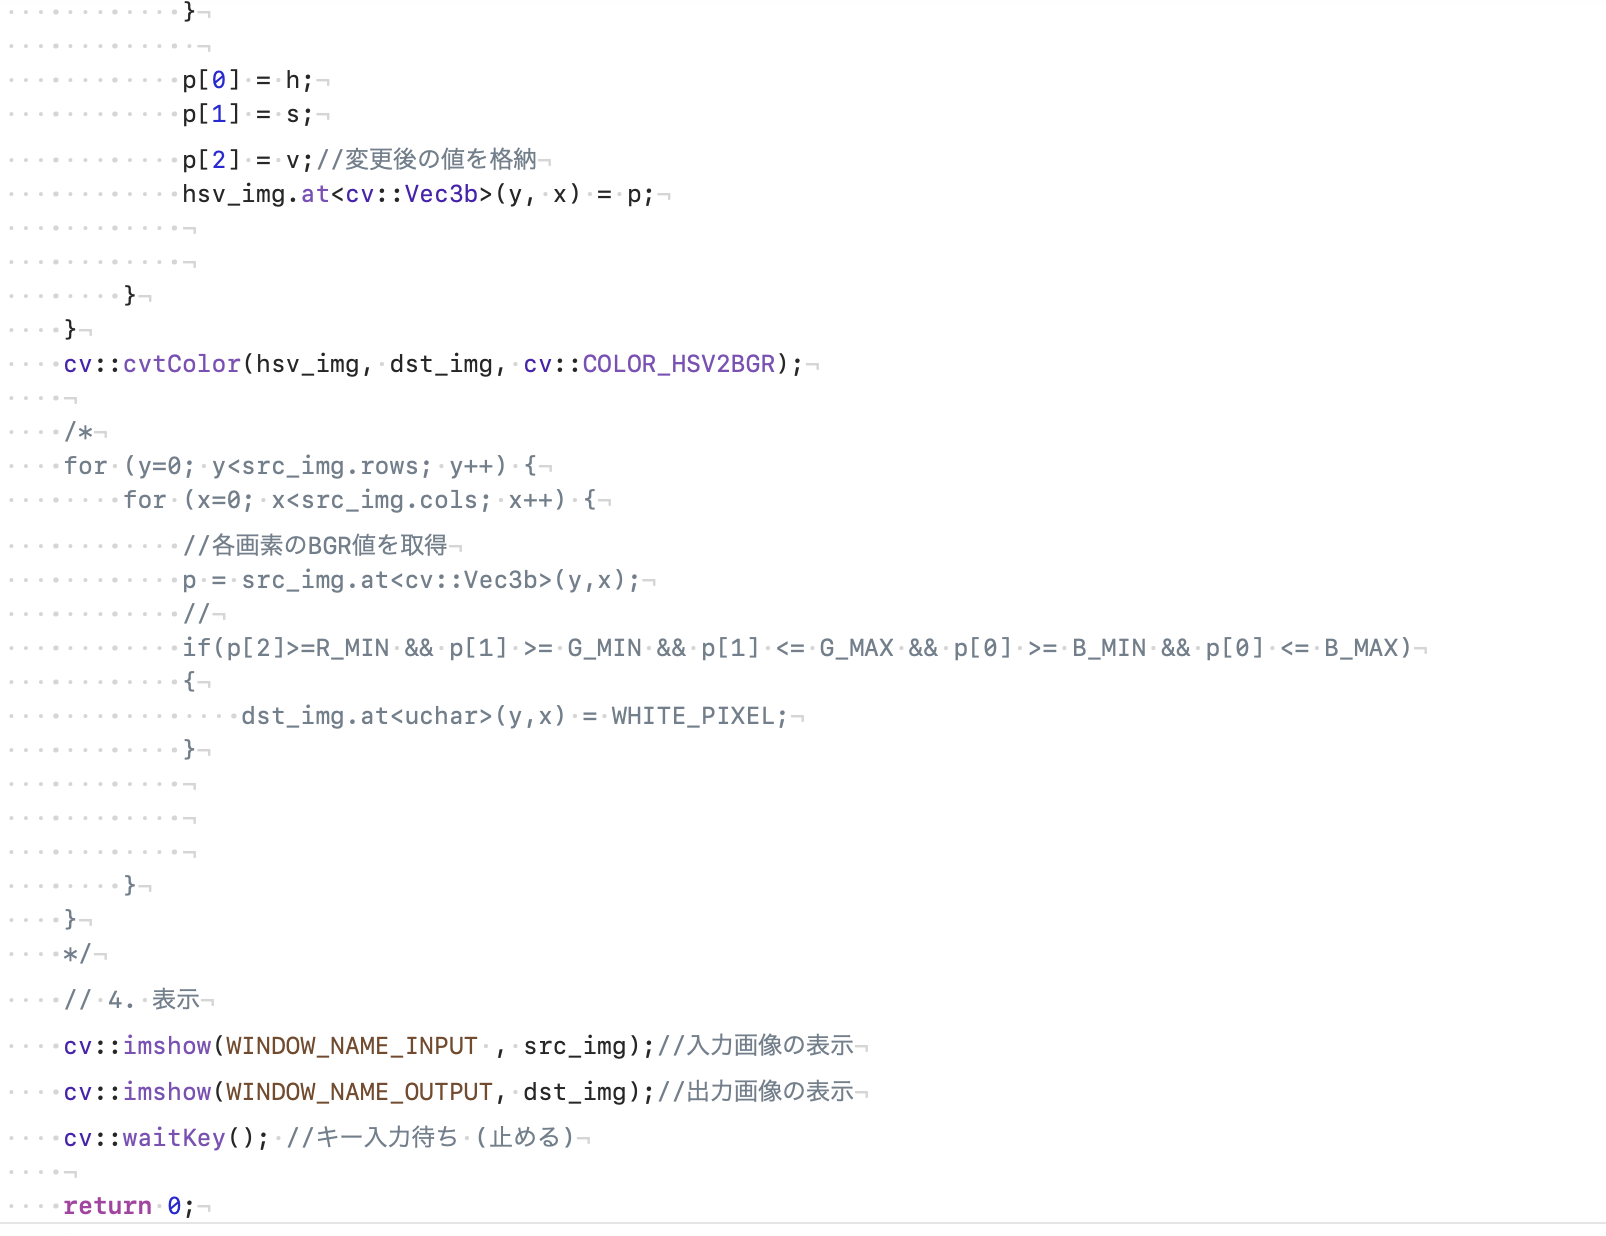 }
p[0] = h;
p[1] = s;
p[2] = v;//変更後の値を格納
hsv_img.at<cv::Vec3b>(y, x) = p;
}
}
cv::cvtColor(hsv_img, dst_img, cv::COLOR_HSV2BGR);
/*
for (y=0; y<src_img.rows; y++) {
for (x=0; x<src_img.cols; x++) {
//各画素のBGR値を取得
p = src_img.at<cv::Vec3b>(y,x);
//
if(p[2]>=R_MIN && p[1] >= G_MIN && p[1] <= G_MAX && p[0] >= B_MIN && p[0] <= B_MAX)
{
dst_img.at<uchar>(y,x) = WHITE_PIXEL;
}
}
}
*/
// 4. 表示
cv::imshow(WINDOW_NAME_INPUT , src_img);//入力画像の表示
cv::imshow(WINDOW_NAME_OUTPUT, dst_img);//出力画像の表示
cv::waitKey(); //キー入力待ち (止める)
return 0;